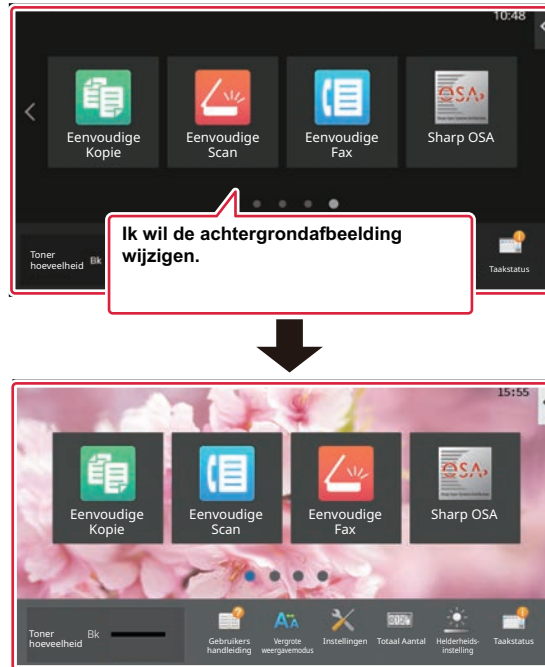 10:48
Eenvoudige
Kopie
Eenvoudige
Scan
Eenvoudige
Fax
OSA
Sharp OSA
Ik wil de achtergrondafbeelding
wijzigen.
Toner
hoeveelheid
Bk
Taakstatus
15:55
Eenvoudige
Kopie
Eenvoudige
Scan
Eenvoudige
Fax
OSA
Sharp OSA
Toner
hoeveelheid
Bk
Gebruikers
handleiding
Vergrote
weergavemodus
Instellingen
Totaal Aantal
Helderheids-
instelling
Taakstatus